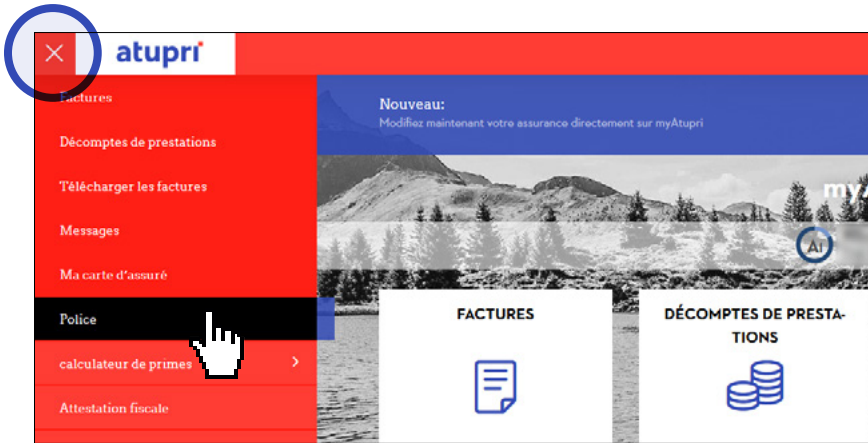 atupri
Factures
Décomptes de prestations
Télécharger les factures
Messages
Ma carte d'assuré
Police
calculateur de primes
Attestation fiscale
Nouveau:
Modifiez maintenant votre assurance directement sur myAtupri
AI
FACTURES
DÉCOMPTES DE PRESTA-
TIONS